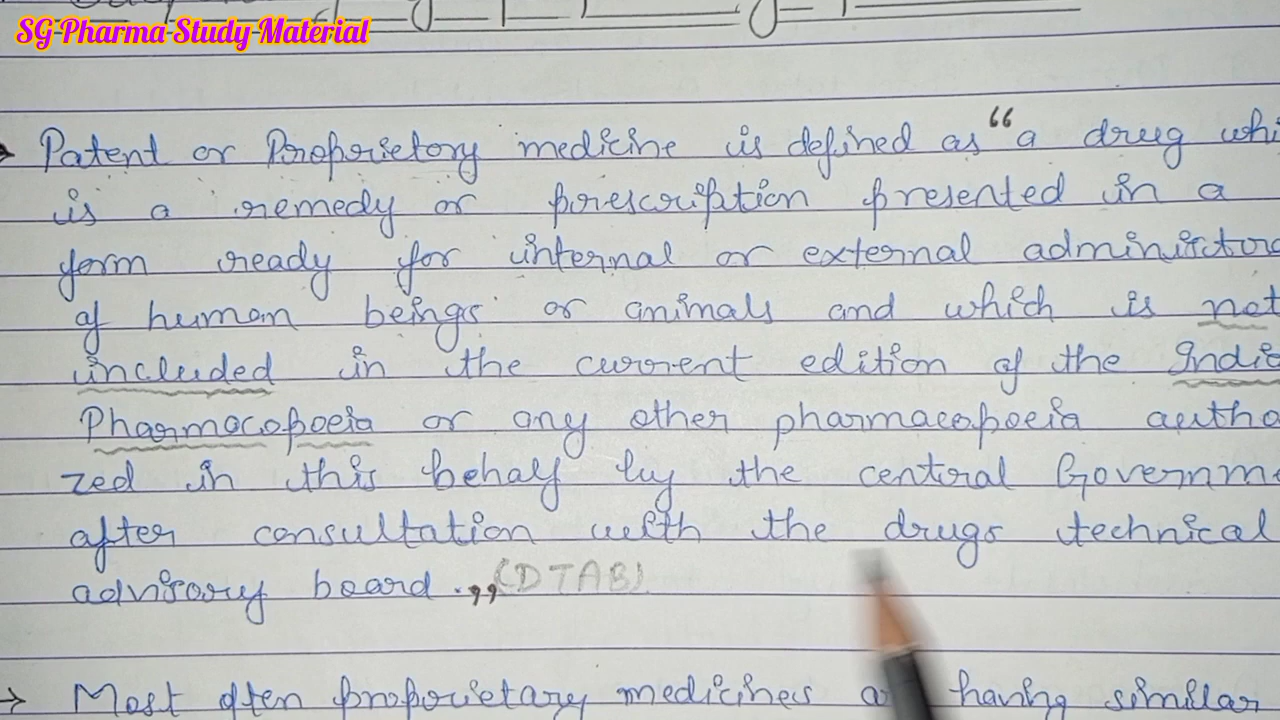 SG Pharma Study Material
Patent or Proprietory medicine is defined as “a drug whi
is a remedy or prescription presented in a
form ready for internal or external administra
of human beings or animals and which is not
included in the current edition of the India
Pharmacopoeia or any other pharmacopoeia autho
zed in this behalf by the central Governme
after consultation with the drugs technical
advisory board.,, (DTAB)
→ Most often proprietary medicines a having similar